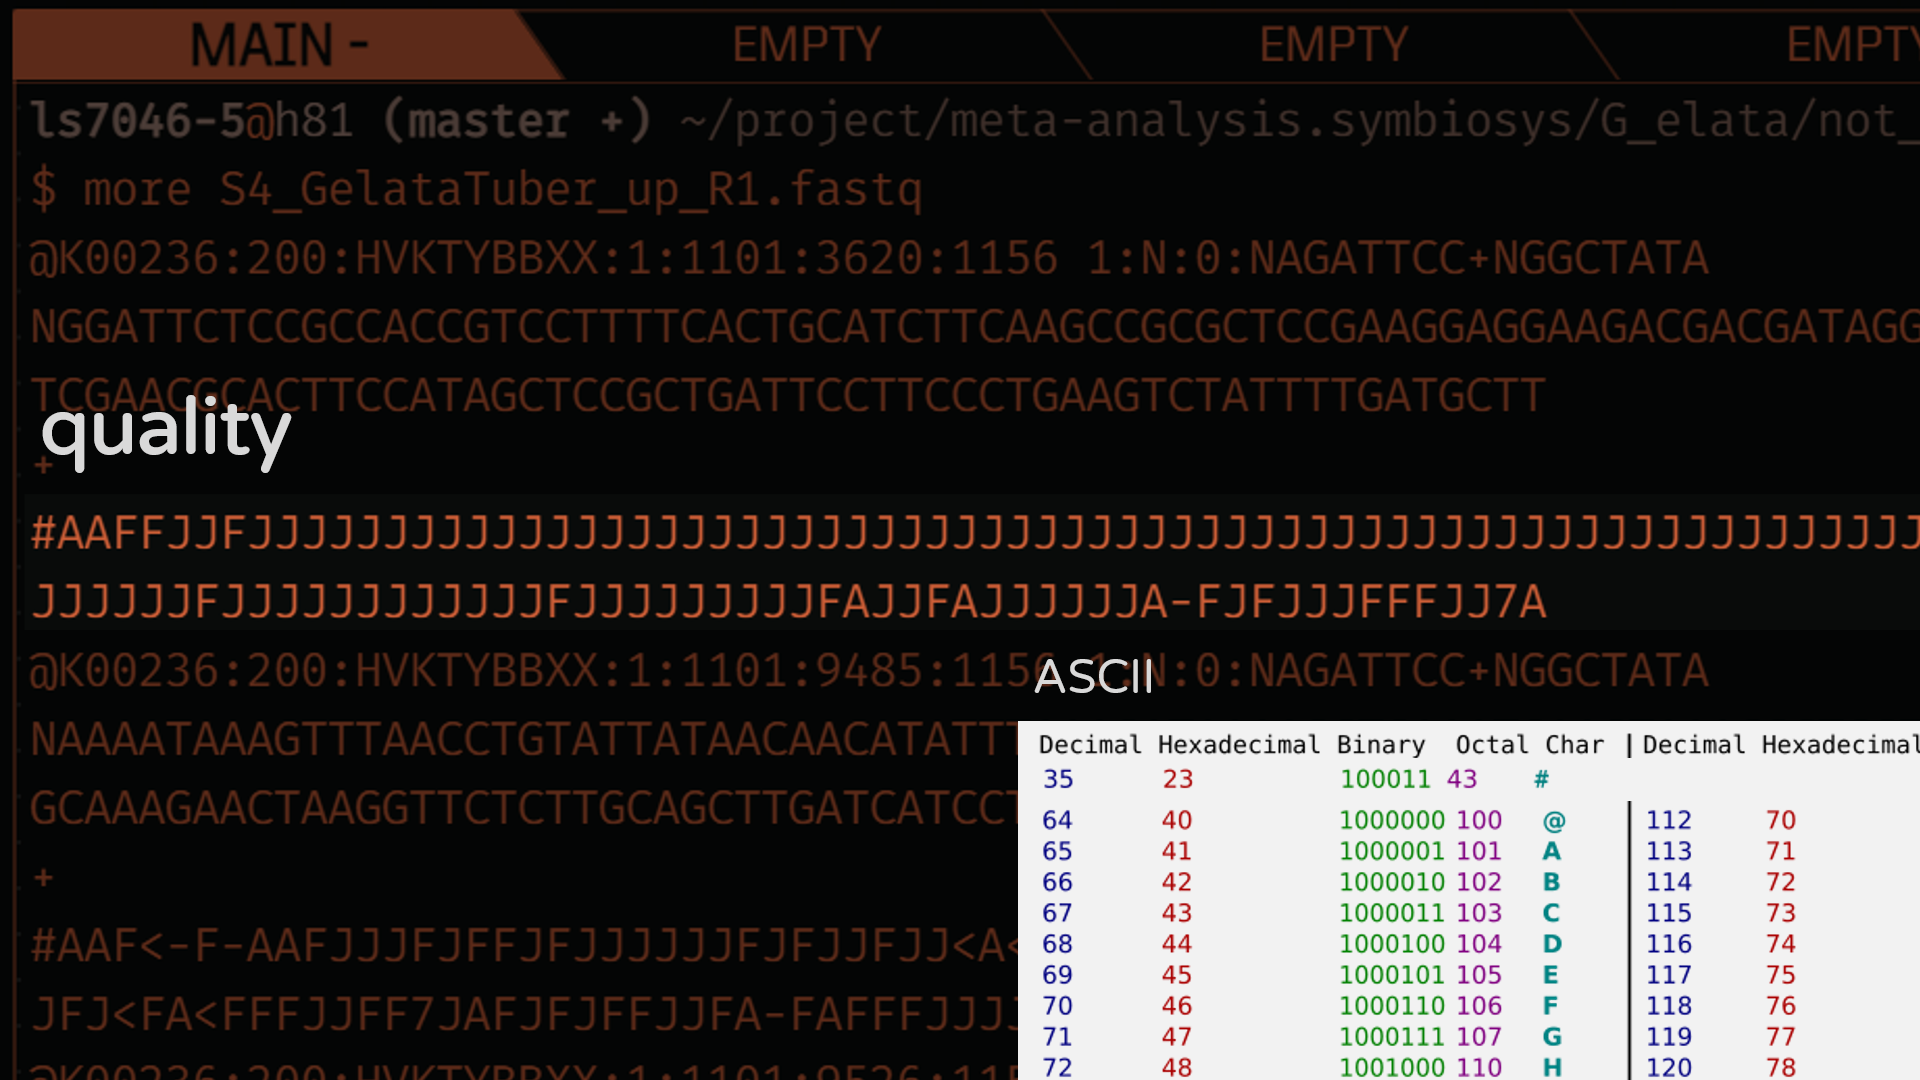 MAIN - EMPTY EMPTY EMPTY
ls7046-5@h81 (master +) ~/project/meta-analysis.symbiosys/G_elata/not_
$ more S4_GelataTuber_up_R1.fastq
@K00236:200:HVKTYBBXX:1:1101:3620:1156 1:N:0:NAGATTCC+NGGCTATA
NGGATTCTCCGCCACCGTCCTTTTCACTGCATCTTCAAGCCGCGCTCCGAAGGAGGAAGACGACGATAGG
TCGAACGCACTTCCATAGCTCCGCTGATTCCTTCCCTGAAGTCTATTTTGATGCTT
quality
+
#AAFFJJFJJJJJJJJJJJJJJJJJJJJJJJJJJJJJJJJJJJJJJJJJJJJJJJJJJJJJJJJJJJJJJ
JJJJJJFJJJJJJJJJJJJFJJJJJJJJJFAJJFAJJJJJJA-FJFJJJFFFJJ7A
@K00236:200:HVKTYBBXX:1:1101:9485:1156 1:N:0:NAGATTCC+NGGCTATA
ASCII
NAAAATAAAGTTTAACCTGTATTATAACAACATATTT
Decimal Hexadecimal Binary Octal Char | Decimal Hexadecimal
35 23 100011 43 #
GCAAAGAACTAAGGTTCTCTTGCAGCTTGATCATCCT
64 40 1000000 100 @ 112 70
65 41 1000001 101 A 113 71
+
66 42 1000010 102 B 114 72
67 43 1000011 103 C 115 73
#AAF<-F-AAFJJJFJFFJFJJJJJJFJFJJFJJ<A<
68 44 1000100 104 D 116 74
69 45 1000101 105 E 117 75
JFJ<FA<FFFJJFF7JAFJFJFFJJFA-FAFFFJJJJ
70 46 1000110 106 F 118 76
71 47 1000111 107 G 119 77
72 48 1001000 110 H 120 78
@K00236:200:HVKTYBBXX:1:1101:9526:115